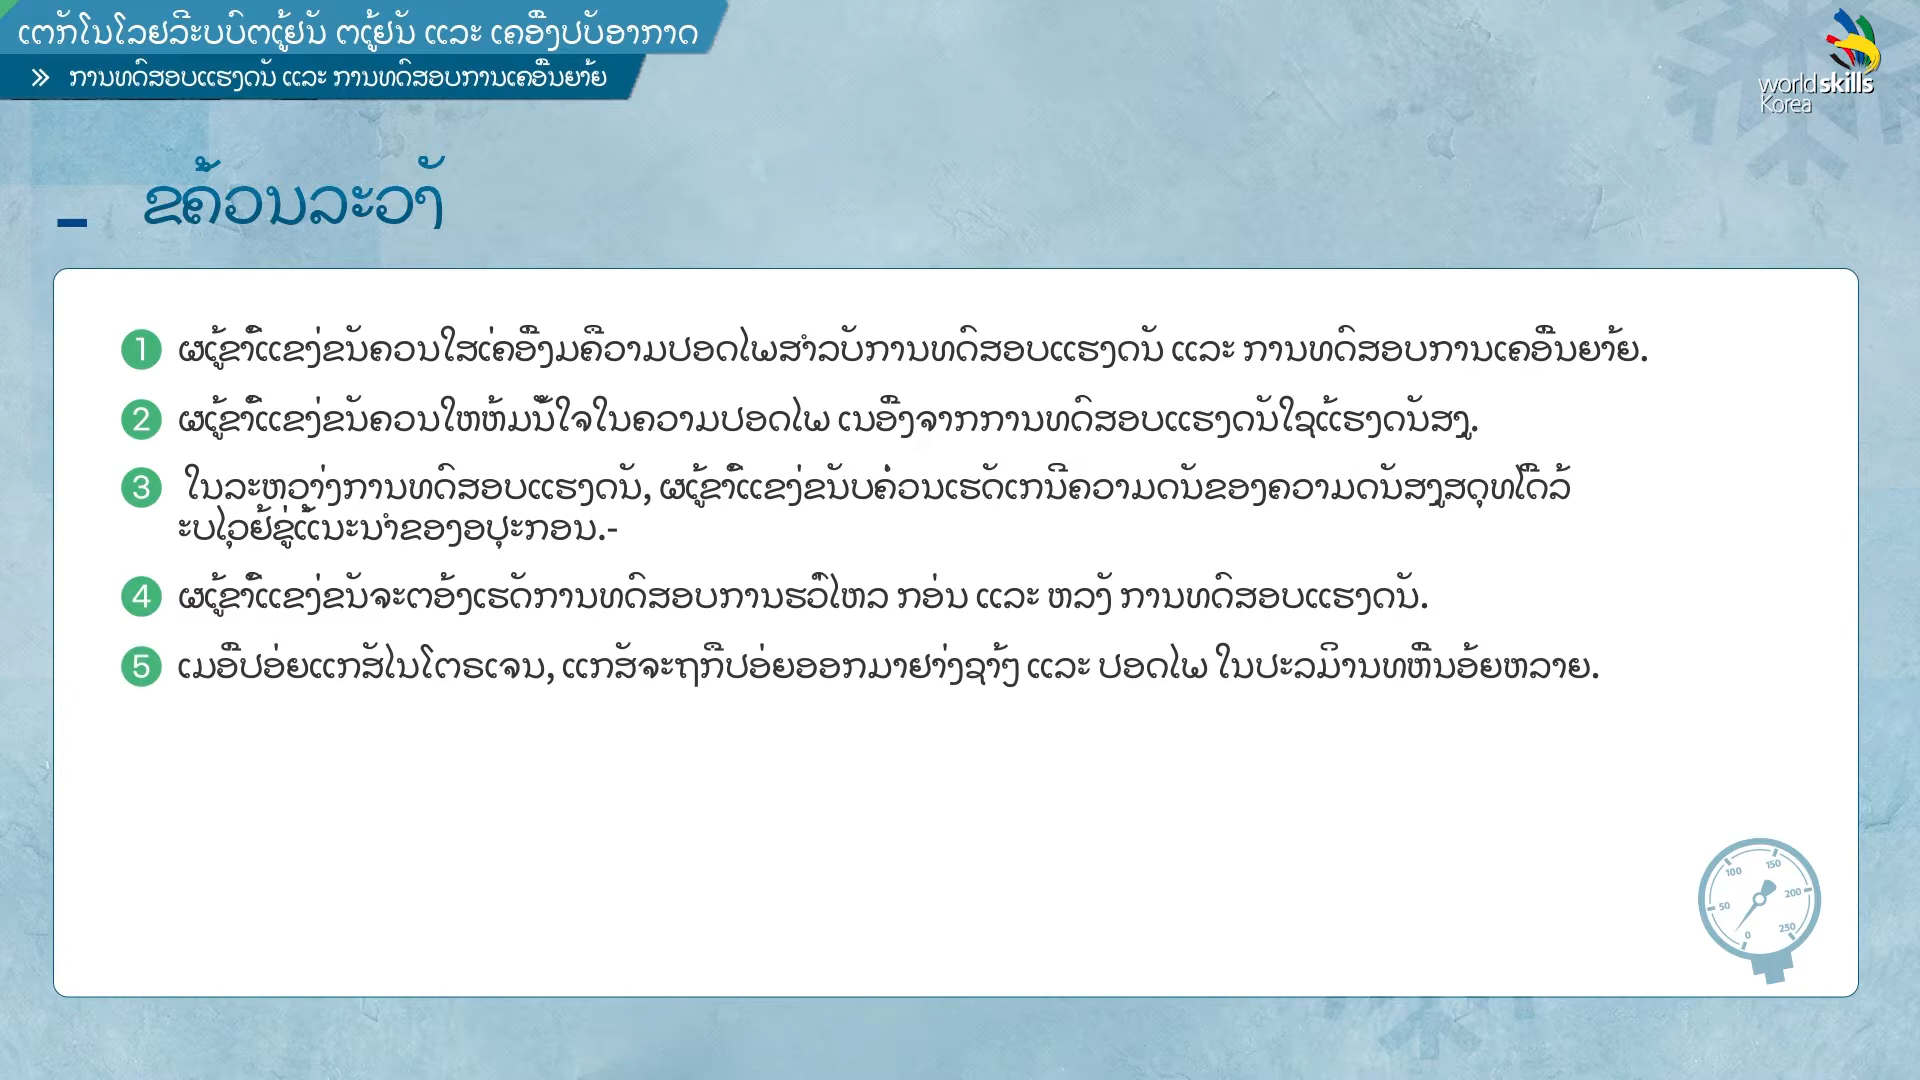 ເຕັກໂນໂລຢີລະບົບຕູ້ເຢັນ ຕູ້ເຢັນ ແລະ ເຄື່ອງປັບອາກາດ
ການທົດສອບແຮງດັນ ແລະ ການທົດສອບການເຄື່ອນຍ້າຍ
worldskills
Korea
ຂໍ້ຄວນລະວັງ
1 ຜູ້ເຂົ້າແຂ່ງຂັນຄວນໃສ່ເຄື່ອງມືຄວາມປອດໄພສຳລັບການທົດສອບແຮງດັນ ແລະ ການທົດສອບການເຄື່ອນຍ້າຍ.
2 ຜູ້ເຂົ້າແຂ່ງຂັນຄວນໃຫ້ໝັ້ນໃຈໃນຄວາມປອດໄພ ເນື່ອງຈາກການທົດສອບແຮງດັນໃຊ້ແຮງດັນສູງ.
3 ໃນລະຫວ່າງການທົດສອບແຮງດັນ, ຜູ້ເຂົ້າແຂ່ງຂັນບໍ່ຄວນເຮັດເກີນຄວາມດັນຂອງຄວາມດັນສູງສຸດທີ່ໄດ້ລ
ະບຸໄວ້ຢູ່ຂໍ້ແນະນຳຂອງອຸປະກອນ.-
4 ຜູ້ເຂົ້າແຂ່ງຂັນຈະຕ້ອງເຮັດການທົດສອບການຮົ່ວໄຫລ ກ່ອນ ແລະ ຫລັງ ການທົດສອບແຮງດັນ.
5 ເມື່ອປ່ອຍແກັສໄນໂຕຣເຈນ, ແກັສຈະຖືກປ່ອຍອອກມາຢ່າງຊ້າໆ ແລະ ປອດໄພ ໃນປະລິມານທີ່ຫນ້ອຍຫລາຍ.
0 50 100 150 200 250